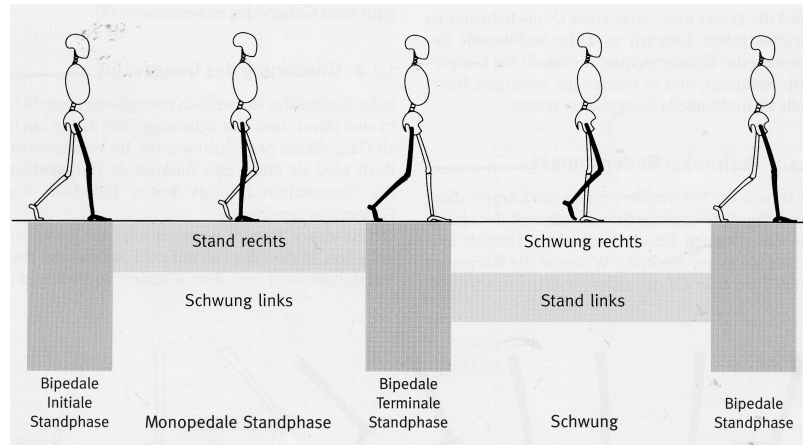 Stand rechts
Schwung rechts
Schwung links
Stand links
Bipedale
Initiale
Standphase
Monopedale Standphase
Bipedale
Terminale
Standphase
Schwung
Bipedale
Standphase